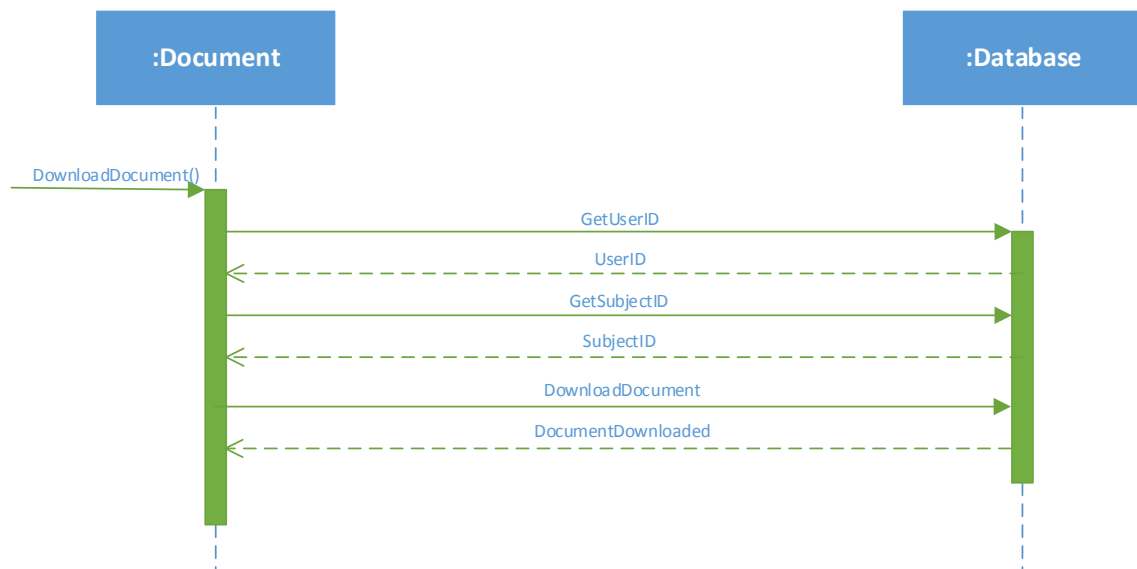 :Document
:Database
DownloadDocument()
GetUserID
UserID
GetSubjectID
SubjectID
DownloadDocument
DocumentDownloaded